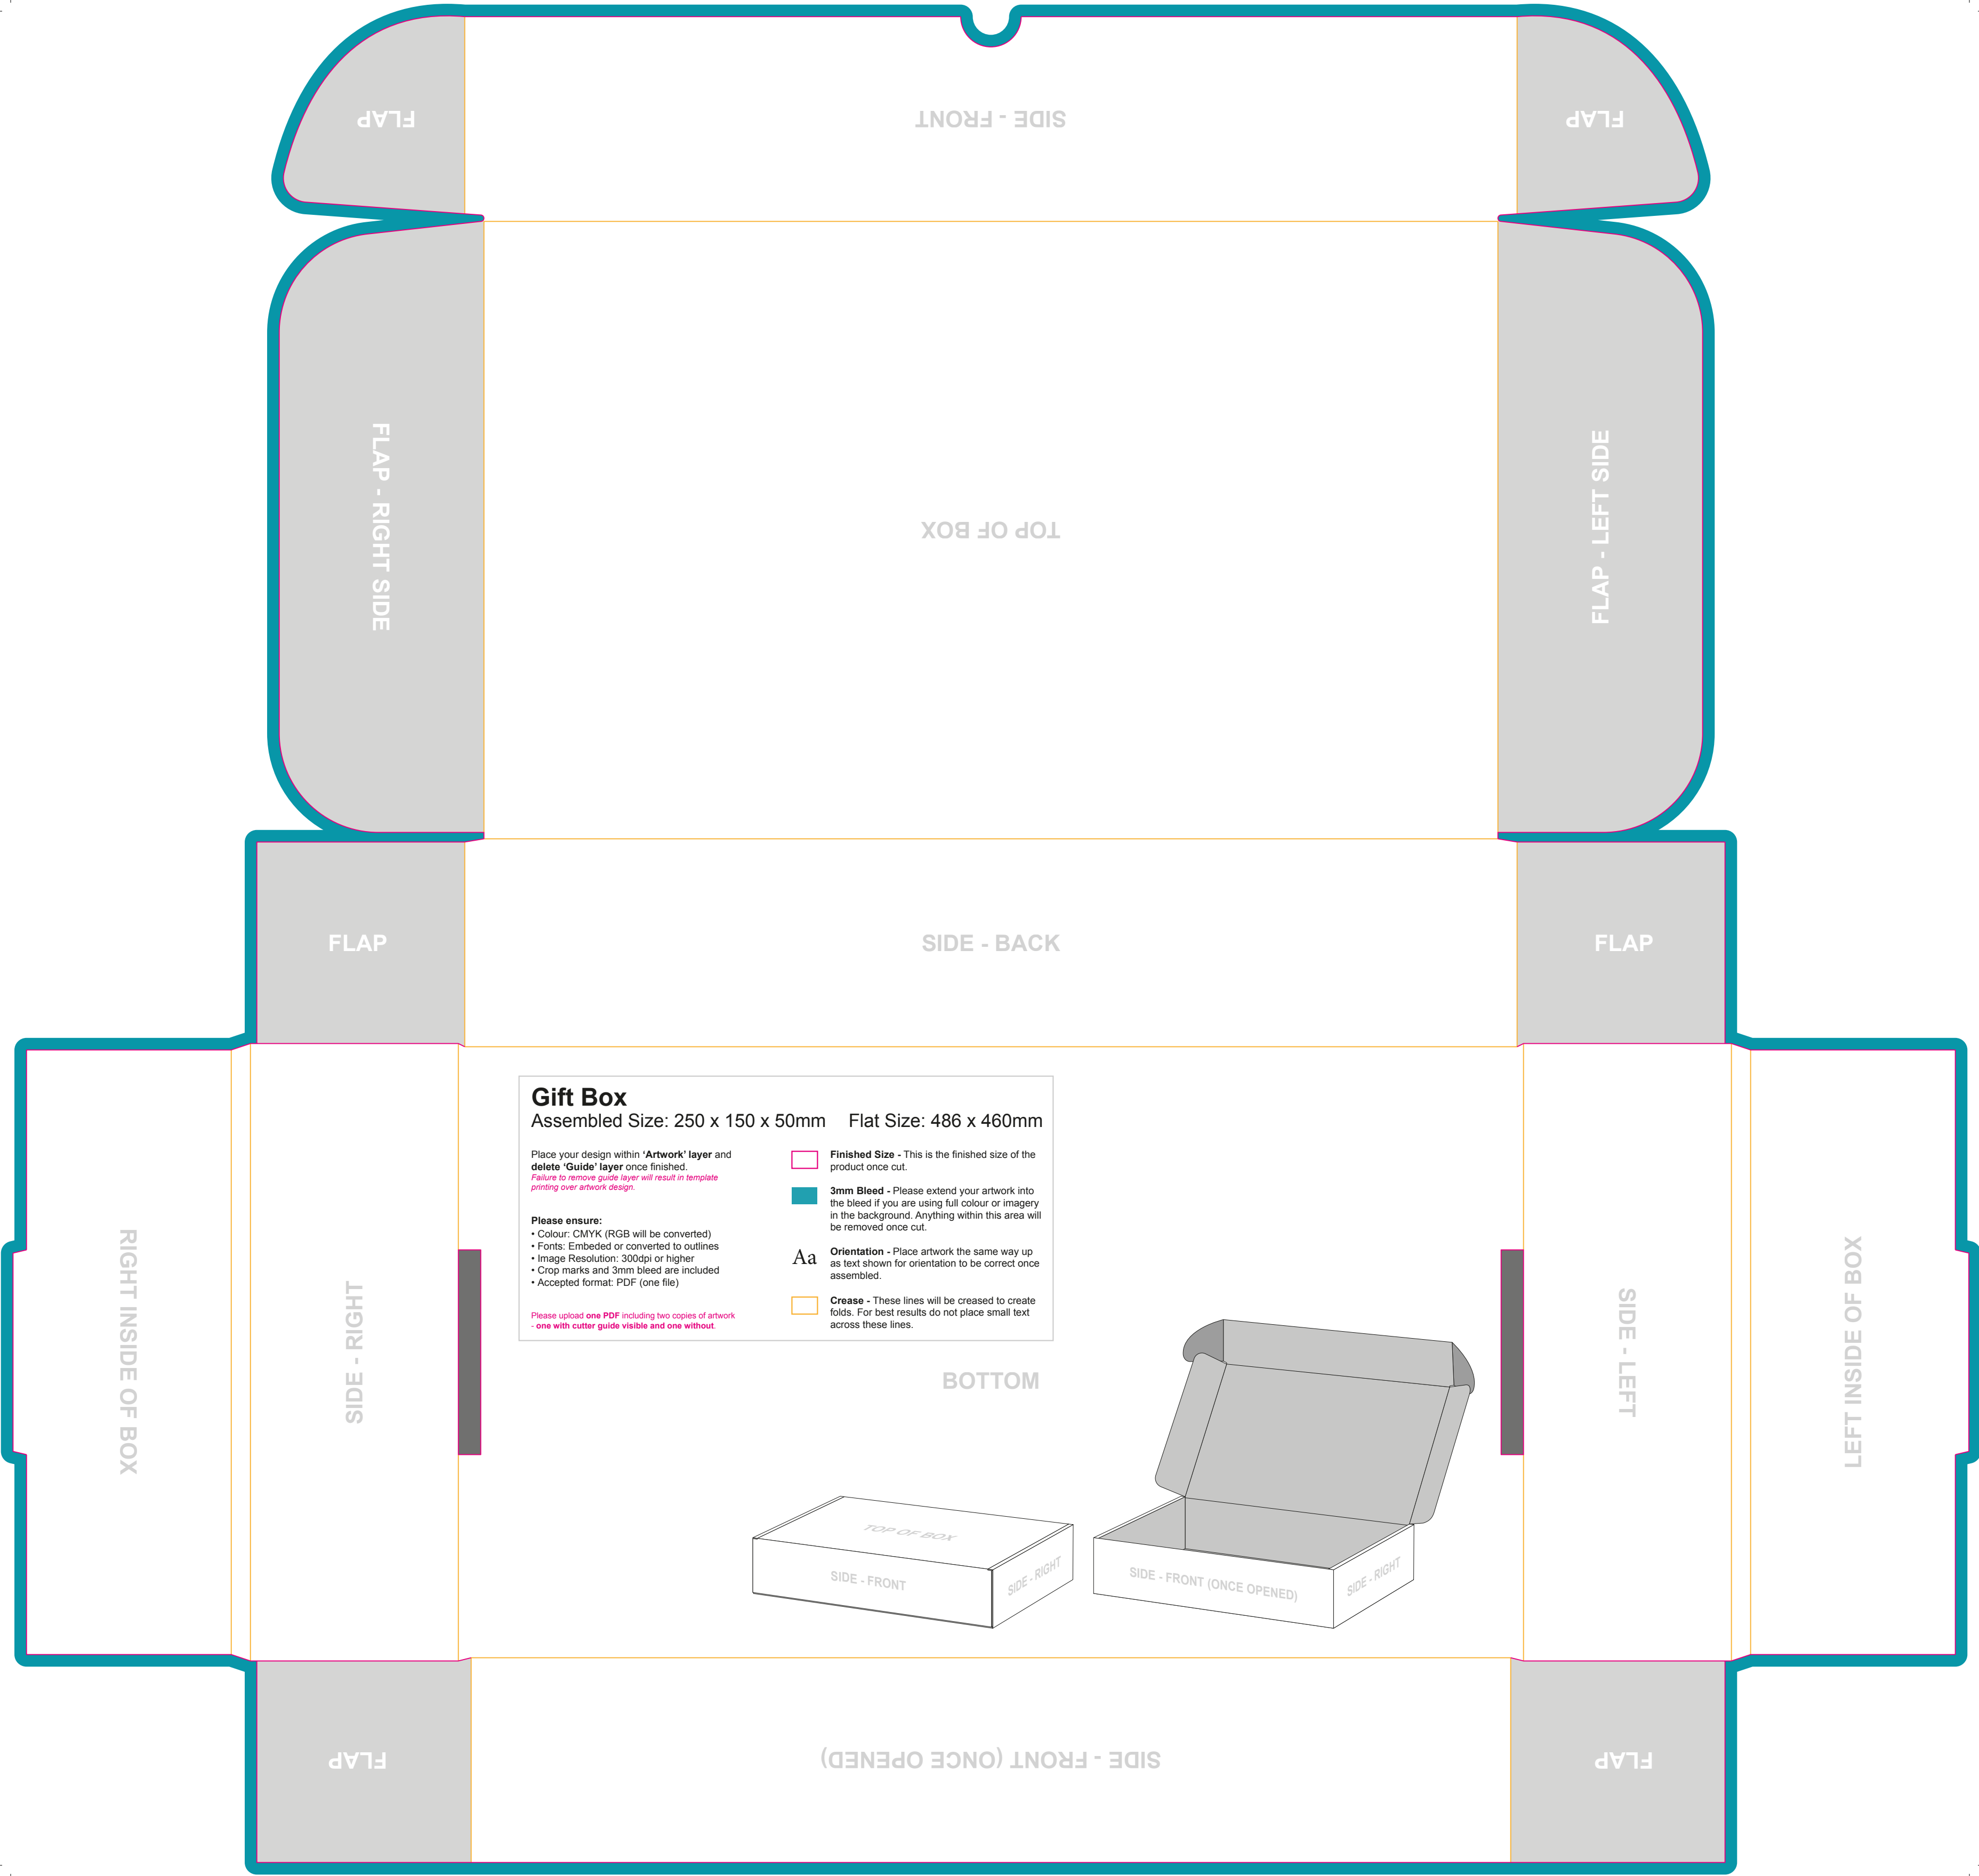 FLAP
SIDE - FRONT
FLAP
FLAP - RIGHT SIDE
TOP OF BOX
FLAP - LEFT SIDE
FLAP
SIDE - BACK
FLAP
RIGHT INSIDE OF BOX
SIDE - RIGHT
Gift Box
Assembled Size: 250 x 150 x 50mm Flat Size: 486 x 460mm
Place your design within ‘Artwork’ layer and
delete ‘Guide’ layer once finished.
Failure to remove guide layer will result in template
printing over artwork design.
Please ensure:
• Colour: CMYK (RGB will be converted)
• Fonts: Embeded or converted to outlines
• Image Resolution: 300dpi or higher
• Crop marks and 3mm bleed are included
• Accepted format: PDF (one file)
Please upload one PDF including two copies of artwork
- one with cutter guide visible and one without.
Finished Size - This is the finished size of the
product once cut.
3mm Bleed - Please extend your artwork into
the bleed if you are using full colour or imagery
in the background. Anything within this area will
be removed once cut.
Aa
Orientation - Place artwork the same way up
as text shown for orientation to be correct once
assembled.
Crease - These lines will be creased to create
folds. For best results do not place small text
across these lines.
BOTTOM
TOP OF BOX
SIDE - FRONT
SIDE - RIGHT
SIDE - FRONT (ONCE OPENED)
SIDE - RIGHT
SIDE - LEFT
LEFT INSIDE OF BOX
FLAP
SIDE - FRONT (ONCE OPENED)
FLAP